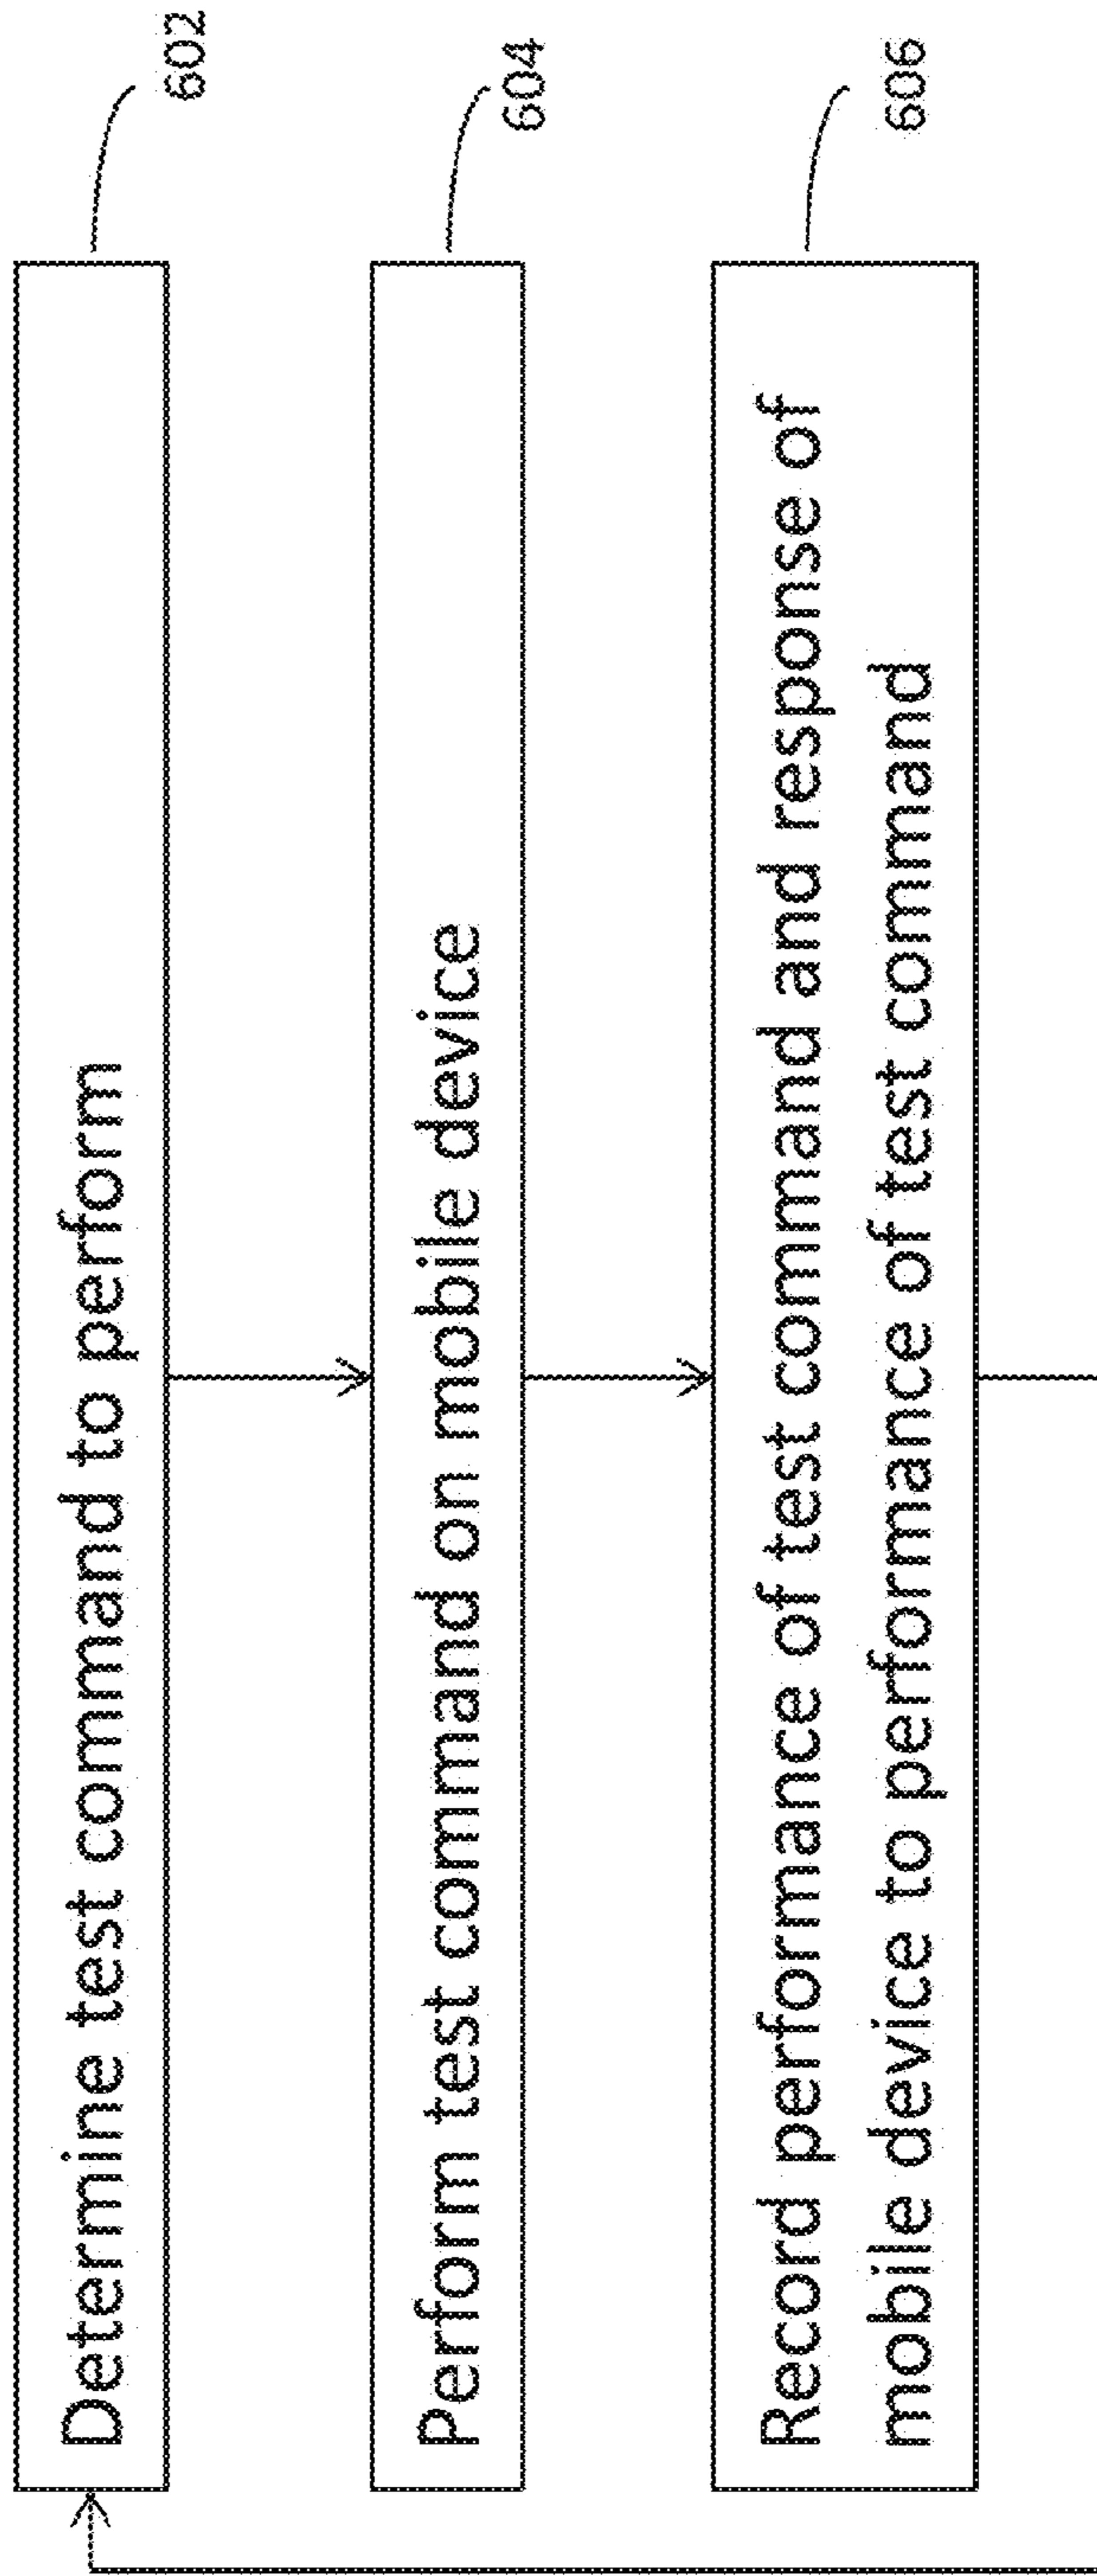 Determine test command to perform
602
Perform test command on mobile device
604
Record performance of test command and response of
mobile device to performance of test command
606